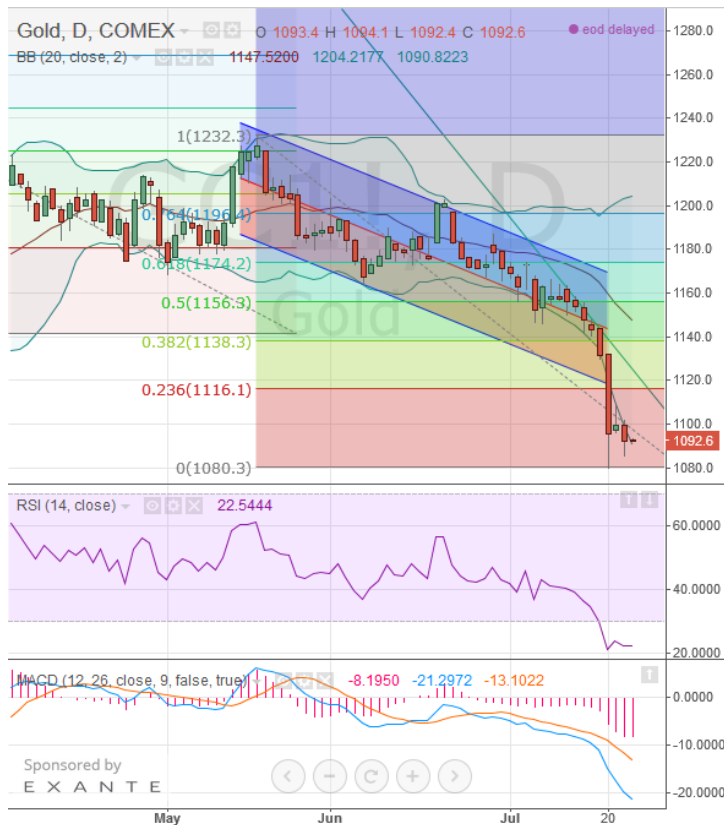 Gold, D, COMEX O 1093.4 H 1094.1 L 1092.4 C 1092.6 eod delayed
BB (20, close, 2) 1147.5200 1204.2177 1090.8223
1280.0
1260.0
1240.0
1(1232.3)
1220.0
GOLD, D
1200.0
0.764(1196.4)
1180.0
0.618(1174.2)
1160.0
0.5(1156.3)
Gold
1140.0
0.382(1138.3)
1120.0
0.236(1116.1)
1100.0
1092.6
0(1080.3)
1080.0
RSI (14, close) 22.5444
60.0000
40.0000
20.0000
MACD (12, 26, close, 9, false, true) -8.1950 -21.2972 -13.1022
0.0000
-10.0000
Sponsored by
EXANTE
-20.0000
May Jun Jul 20